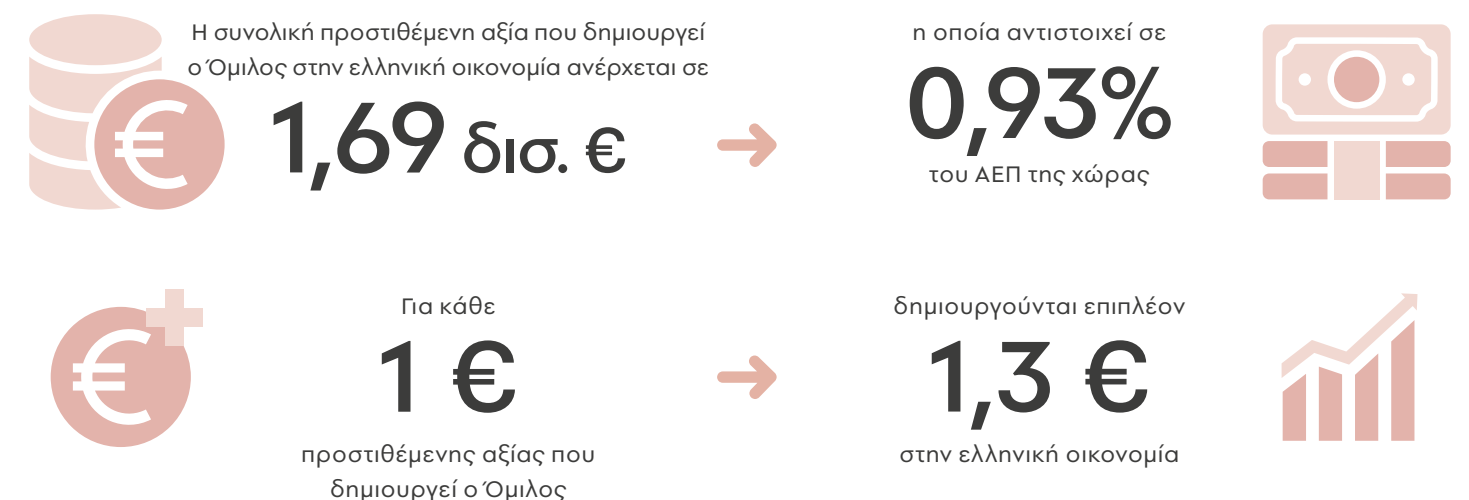 Η συνολική προστιθέμενη αξία που δημιουργεί
ο Όμιλος στην ελληνική οικονομία ανέρχεται σε
1,69 δισ. €
η οποία αντιστοιχεί σε
0,93%
του ΑΕΠ της χώρας
Για κάθε
1 €
προστιθέμενης αξίας που
δημιουργεί ο Όμιλος
δημιουργούνται επιπλέον
1,3 €
στην ελληνική οικονομία